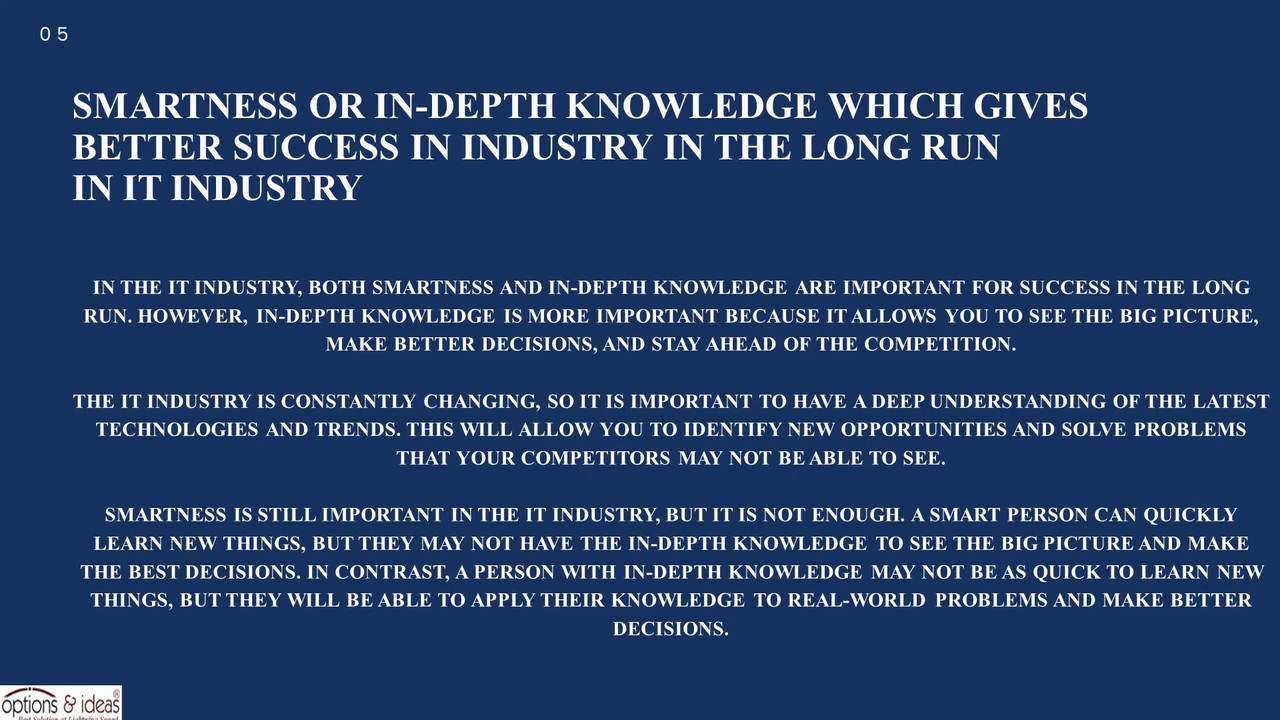 05
SMARTNESS OR IN-DEPTH KNOWLEDGE WHICH GIVES
BETTER SUCCESS IN INDUSTRY IN THE LONG RUN
IN IT INDUSTRY
IN THE IT INDUSTRY, BOTH SMARTNESS AND IN-DEPTH KNOWLEDGE ARE IMPORTANT FOR SUCCESS IN THE LONG
RUN. HOWEVER, IN-DEPTH KNOWLEDGE IS MORE IMPORTANT BECAUSE IT ALLOWS YOU TO SEE THE BIG PICTURE,
MAKE BETTER DECISIONS, AND STAY AHEAD OF THE COMPETITION.
THE IT INDUSTRY IS CONSTANTLY CHANGING, SO IT IS IMPORTANT TO HAVE A DEEP UNDERSTANDING OF THE LATEST
TECHNOLOGIES AND TRENDS. THIS WILL ALLOW YOU TO IDENTIFY NEW OPPORTUNITIES AND SOLVE PROBLEMS
THAT YOUR COMPETITORS MAY NOT BE ABLE TO SEE.
SMARTNESS IS STILL IMPORTANT IN THE IT INDUSTRY, BUT IT IS NOT ENOUGH. A SMART PERSON CAN QUICKLY
LEARN NEW THINGS, BUT THEY MAY NOT HAVE THE IN-DEPTH KNOWLEDGE TO SEE THE BIG PICTURE AND MAKE
THE BEST DECISIONS. IN CONTRAST, A PERSON WITH IN-DEPTH KNOWLEDGE MAY NOT BE AS QUICK TO LEARN NEW
THINGS, BUT THEY WILL BE ABLE TO APPLY THEIR KNOWLEDGE TO REAL-WORLD PROBLEMS AND MAKE BETTER
DECISIONS.
options & ideas®
Best Solution at Lightning Speed